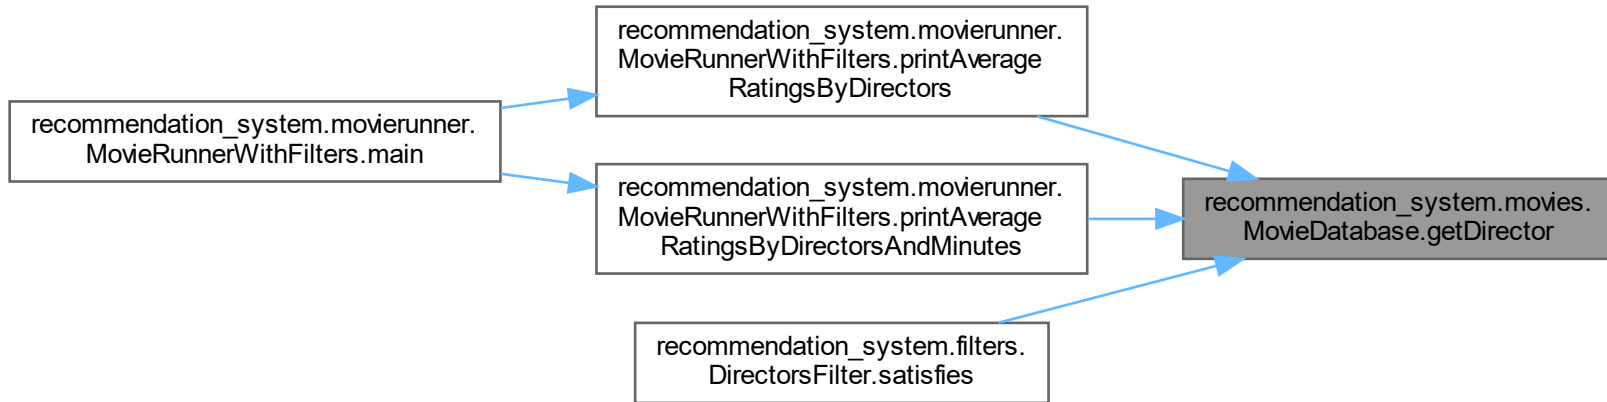 recommendation_system.movierunner.
MovieRunnerWithFilters.printAverage
RatingsByDirectors
recommendation_system.movierunner.
MovieRunnerWithFilters.main
recommendation_system.movierunner.
MovieRunnerWithFilters.printAverage
RatingsByDirectorsAndMinutes
recommendation_system.movies.
MovieDatabase.getDirector
recommendation_system.filters.
DirectorsFilter.satisfies